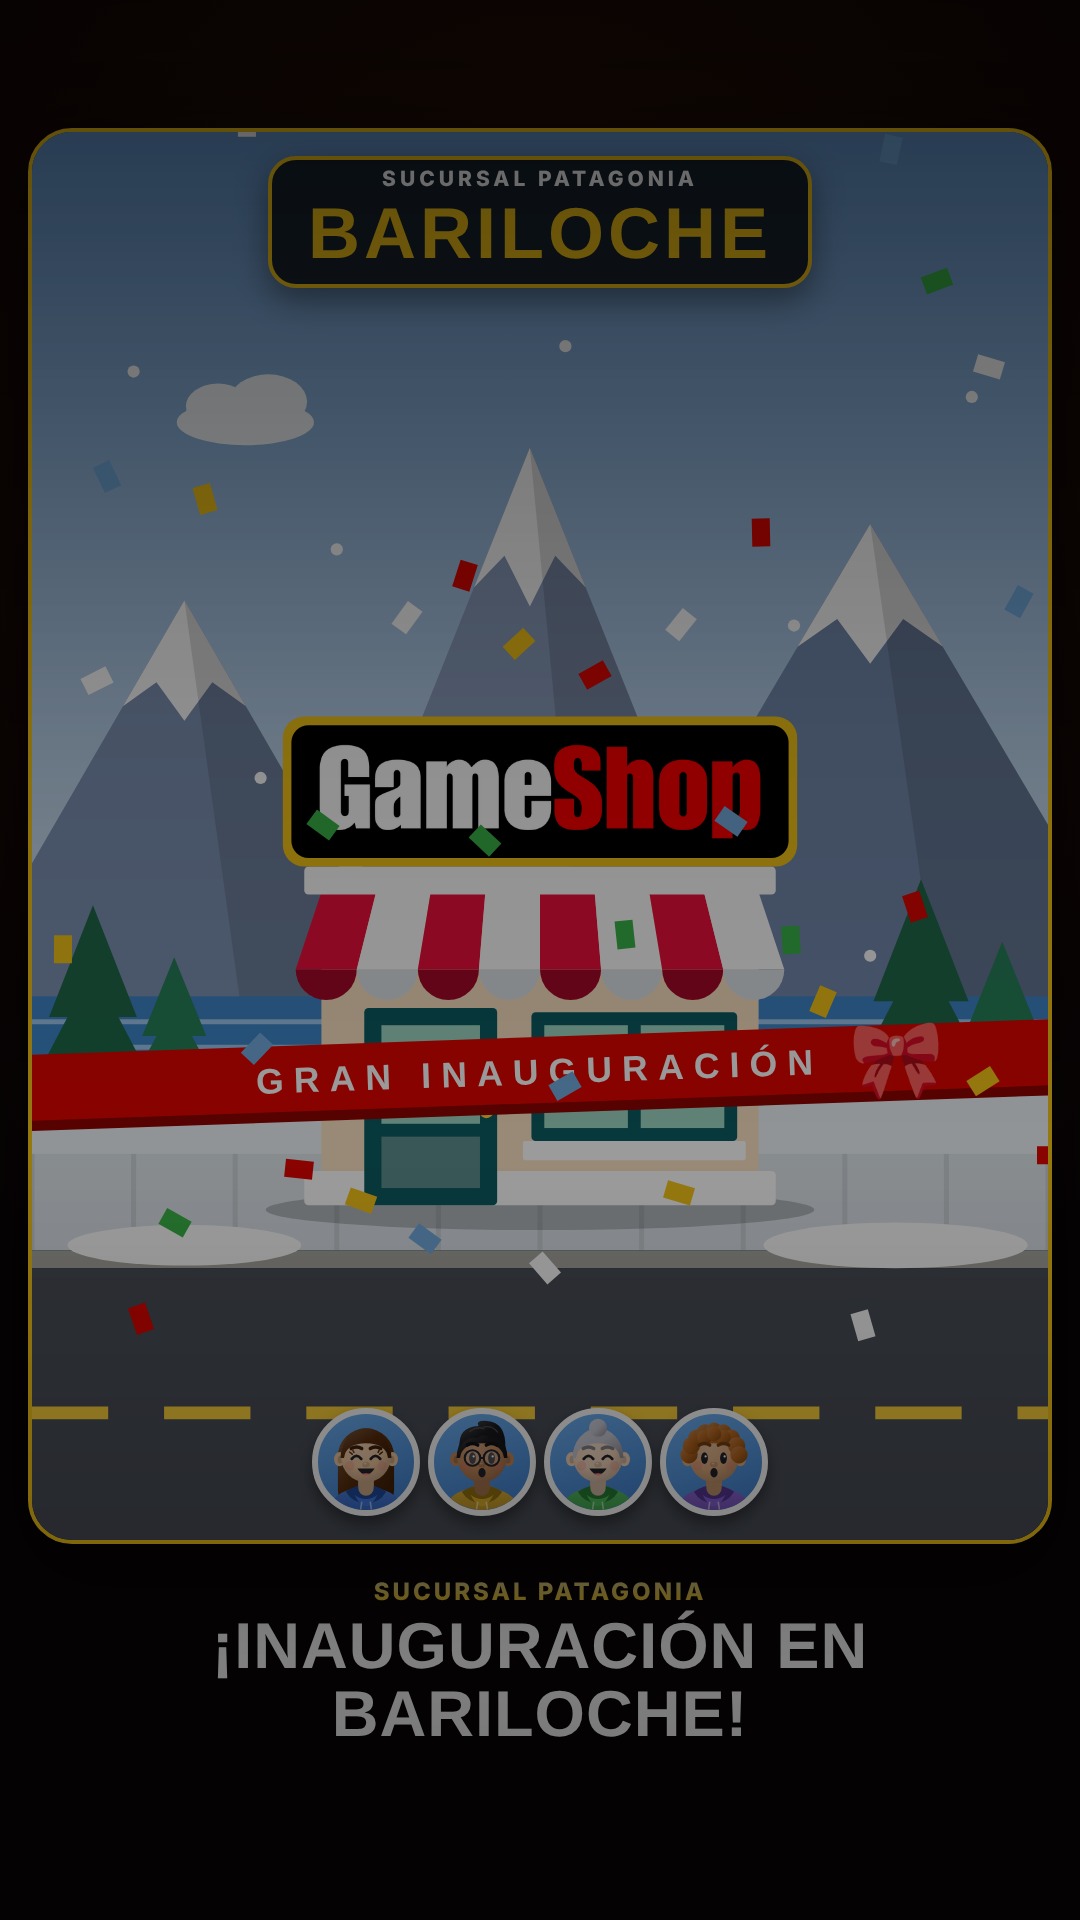 SUCURSAL PATAGONIA
BARILOCHE
GameShop
GRAN INAUGURACIÓN
SUCURSAL PATAGONIA
¡INAUGURACIÓN EN
BARILOCHE!